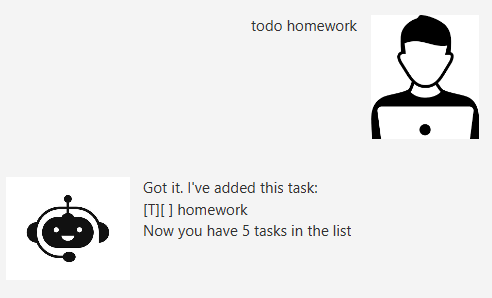 todo homework
Got it. I've added this task:
[T][ ] homework
Now you have 5 tasks in the list